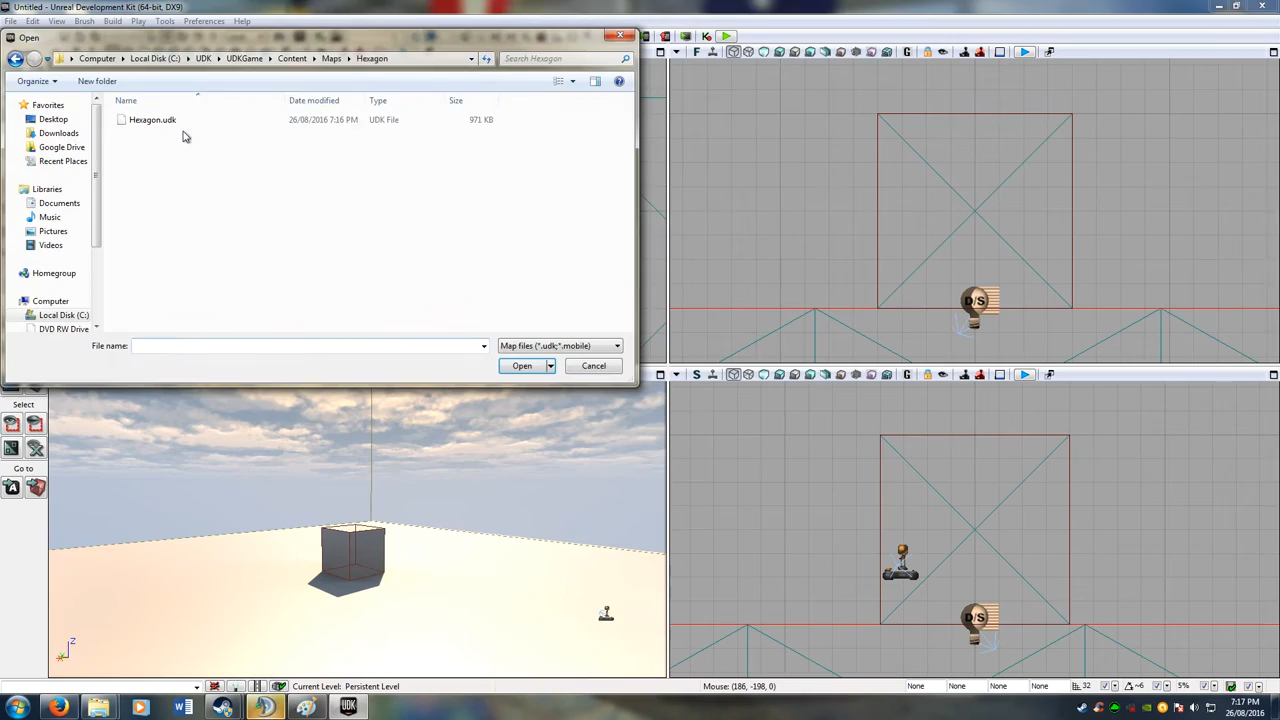 Untitled - Unreal Development Kit (64-bit, DX9)
File Edit View Brush Build Play Tools Preferences Help
Open
Computer Local Disk (C:) UDK UDKGame Content Maps Hexagon
Search Hexagon
Organize New folder
Name Date modified Type Size
Hexagon.udk 26/08/2016 7:16 PM UDK File 971 KB
Favorites
Desktop
Downloads
Google Drive
Recent Places
Libraries
Documents
Music
Pictures
Videos
Homegroup
Computer
Local Disk (C:)
DVD RW Drive
File name: Map files (*.udk;*.mobile)
Open Cancel
F G
D/S
S G
D/S
Select
Go to
Z
Current Level: Persistent Level
Mouse: (186, -198, 0) None None None None 32 ~6 5%
W UDK
7:17 PM
26/08/2016